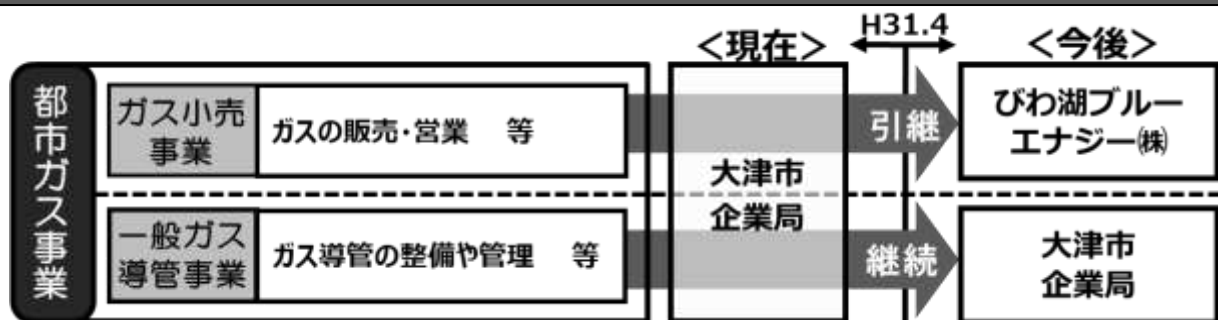 H31.4
<現在>
<今後>
都市ガス事業
ガス小売
事業
ガスの販売・営業 等
引継
びわ湖ブルー
エナジー㈱
大津市
企業局
一般ガス
導管事業
ガス導管の整備や管理 等
継続
大津市
企業局